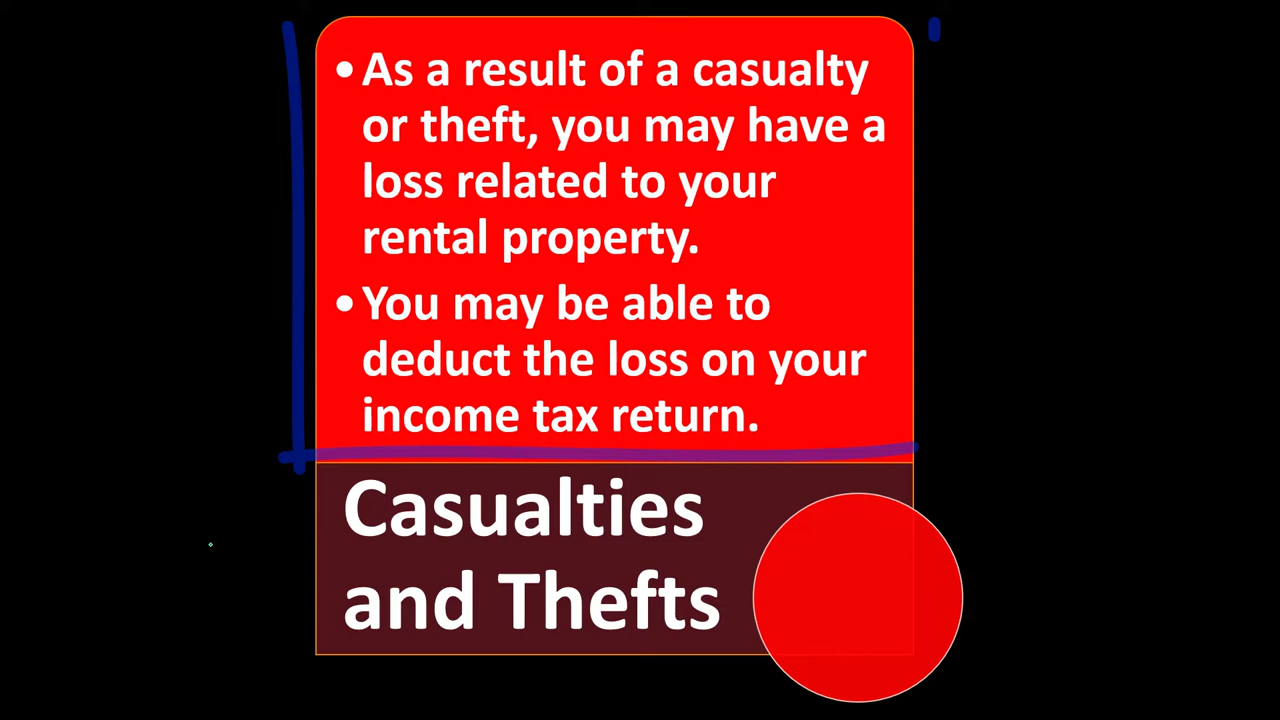 •As a result of a casualty
or theft, you may have a
loss related to your
rental property.
•You may be able to
deduct the loss on your
income tax return.
Casualties
and Thefts